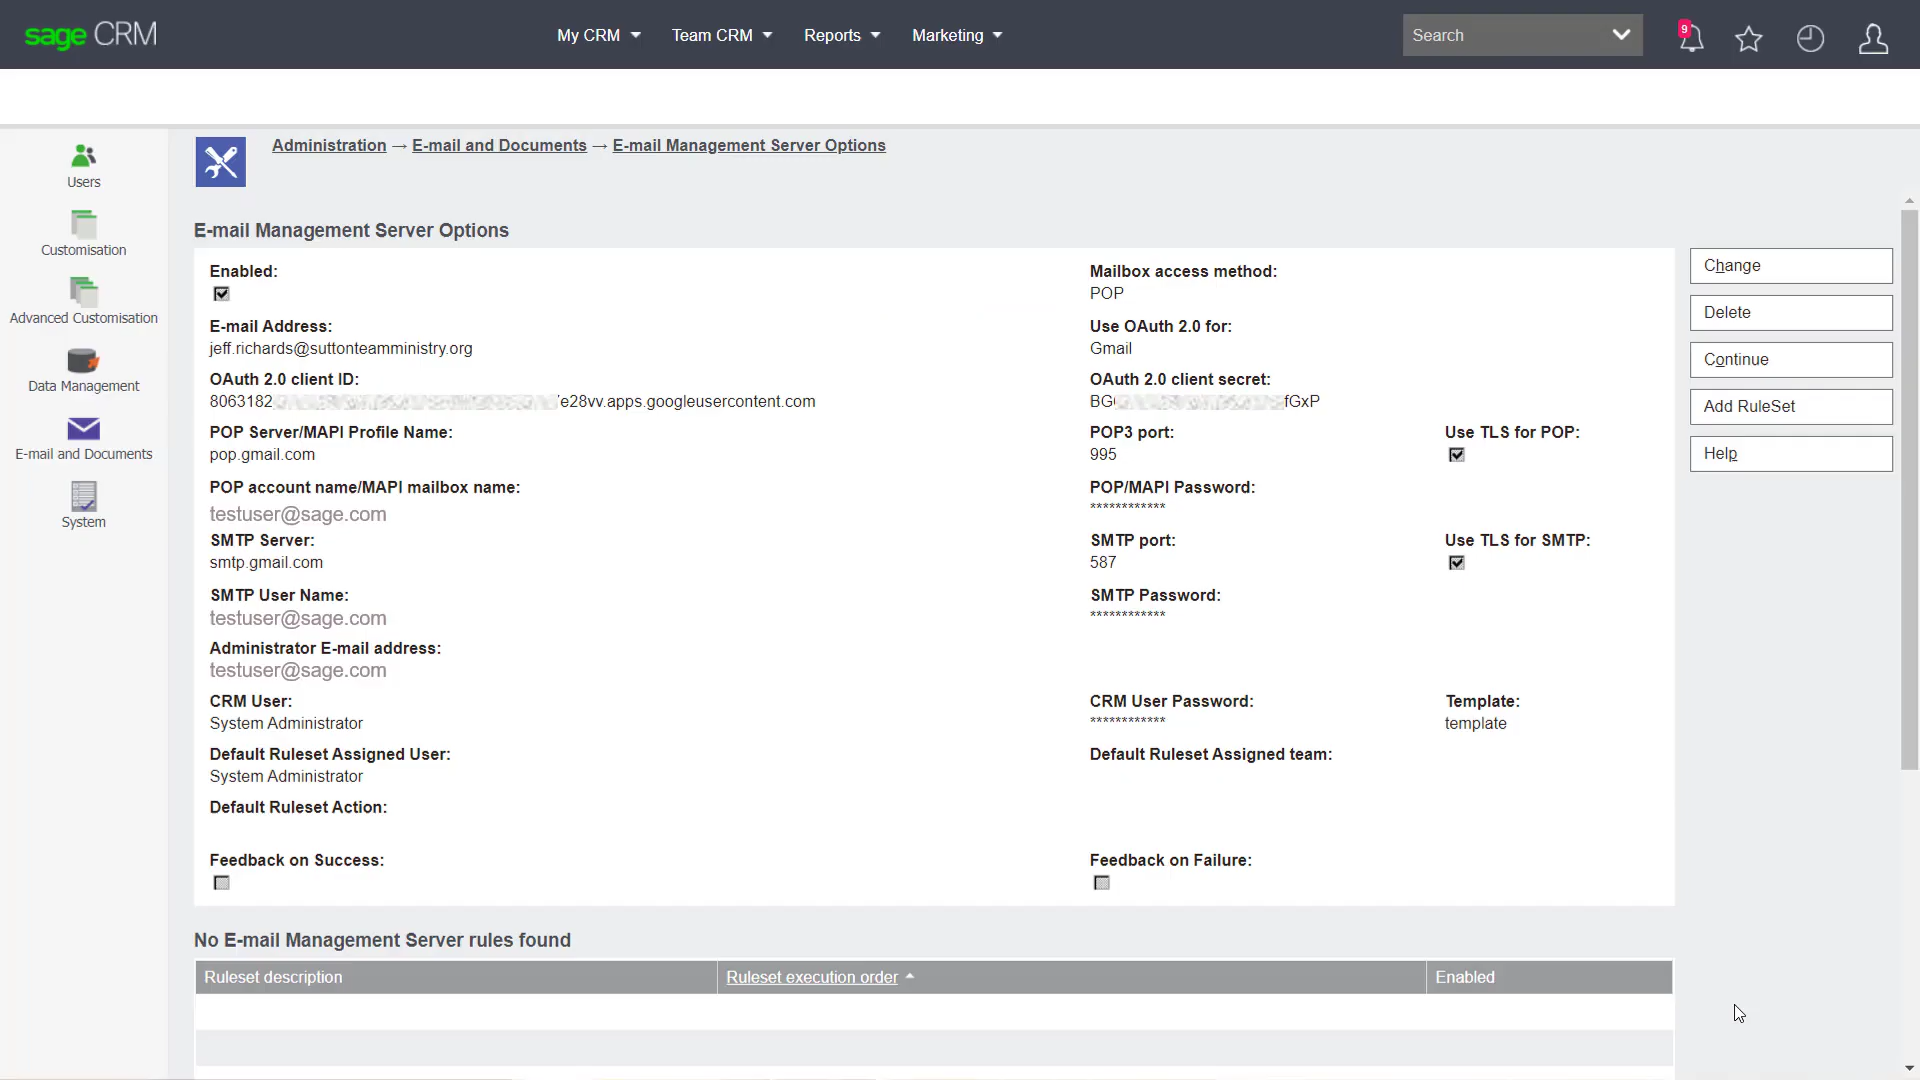 sage CRM
My CRM
Team CRM
Reports
Marketing
Search
9
Users
Customisation
Advanced Customisation
Data Management
E-mail and Documents
System
Administration → E-mail and Documents → E-mail Management Server Options
E-mail Management Server Options
Enabled:
Mailbox access method:
POP
E-mail Address:
jeff.richards@suttonteamministry.org
Use OAuth 2.0 for:
Gmail
OAuth 2.0 client ID:
8063182 e28vv.apps.googleusercontent.com
OAuth 2.0 client secret:
BG fGxP
POP Server/MAPI Profile Name:
pop.gmail.com
POP3 port:
995
Use TLS for POP:
POP account name/MAPI mailbox name:
testuser@sage.com
POP/MAPI Password:
************
SMTP Server:
smtp.gmail.com
SMTP port:
587
Use TLS for SMTP:
SMTP User Name:
testuser@sage.com
SMTP Password:
************
Administrator E-mail address:
testuser@sage.com
CRM User:
System Administrator
CRM User Password:
************
Template:
template
Default Ruleset Assigned User:
System Administrator
Default Ruleset Assigned team:
Default Ruleset Action:
Feedback on Success:
Feedback on Failure:
Change
Delete
Continue
Add RuleSet
Help
No E-mail Management Server rules found
Ruleset description
Ruleset execution order
Enabled